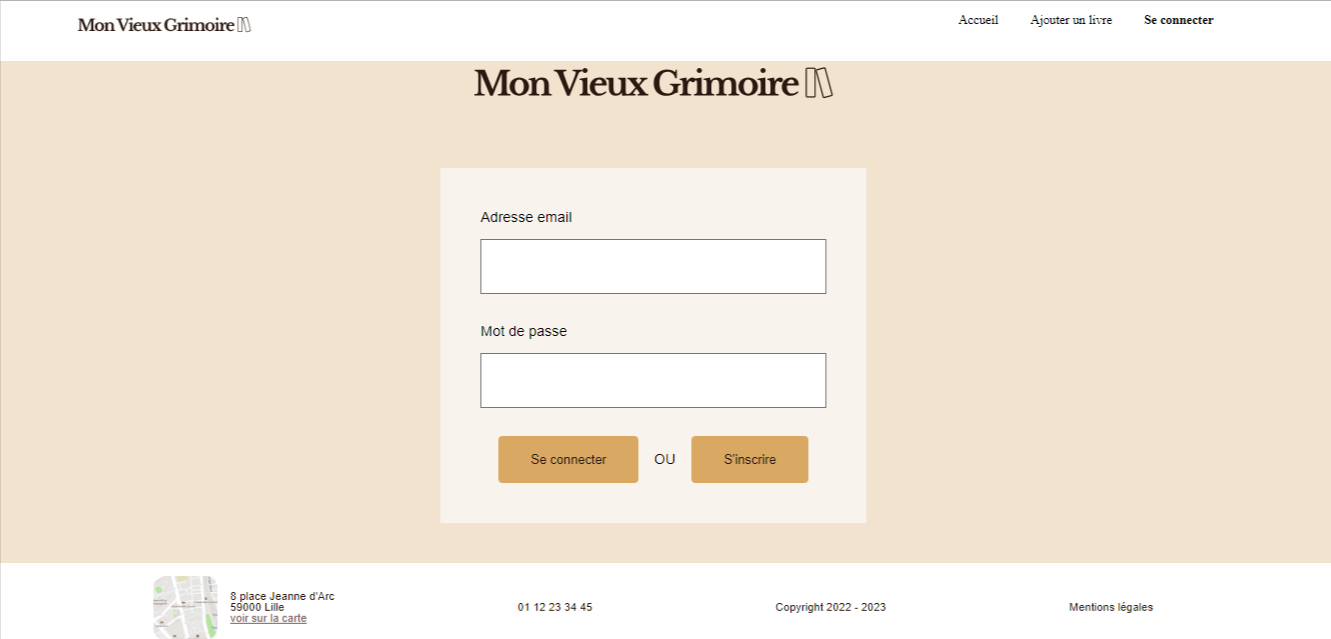 Mon Vieux Grimoire
Accueil
Ajouter un livre
Se connecter
Mon Vieux Grimoire
Adresse email
Mot de passe
Se connecter
OU
S'inscrire
8 place Jeanne d'Arc
59000 Lille
voir sur la carte
01 12 23 34 45
Copyright 2022 - 2023
Mentions légales